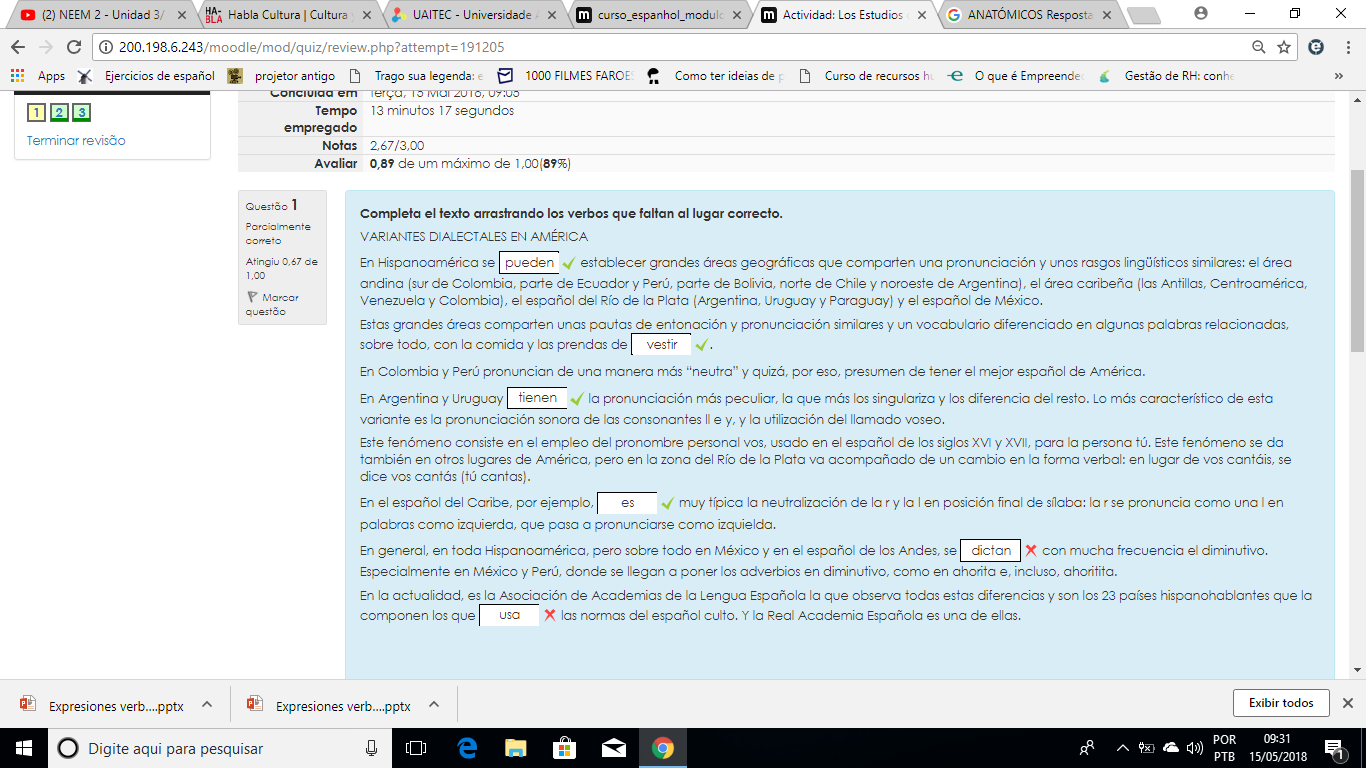 (2) NEEM 2 - Unidad 3/
HA-BLA Habla Cultura | Cultura y
UAITEC - Universidade A
curso_espanhol_modulo
Actividad: Los Estudios
ANATÓMICOS Resposta
200.198.6.243/moodle/mod/quiz/review.php?attempt=191205
Apps
Ejercicios de español
projetor antigo
Trago sua legenda: e
1000 FILMES FAROES
Como ter ideias de p
Curso de recursos hu
O que é Empreended
Gestão de RH: conhe
»
1 2 3
Terminar revisão
Concluída em terça, 15 Mai 2018, 09:05
Tempo empregado 13 minutos 17 segundos
Notas 2,67/3,00
Avaliar 0,89 de um máximo de 1,00(89%)
Questão 1
Parcialmente
correto
Atingiu 0,67 de
1,00
Marcar
questão
Completa el texto arrastrando los verbos que faltan al lugar correcto.
VARIANTES DIALECTALES EN AMÉRICA
En Hispanoamérica se pueden establecer grandes áreas geográficas que comparten una pronunciación y unos rasgos lingüísticos similares: el área
andina (sur de Colombia, parte de Ecuador y Perú, parte de Bolivia, norte de Chile y noroeste de Argentina), el área caribeña (las Antillas, Centroamérica,
Venezuela y Colombia), el español del Río de la Plata (Argentina, Uruguay y Paraguay) y el español de México.
Estas grandes áreas comparten unas pautas de entonación y pronunciación similares y un vocabulario diferenciado en algunas palabras relacionadas,
sobre todo, con la comida y las prendas de vestir .
En Colombia y Perú pronuncian de una manera más “neutra” y quizá, por eso, presumen de tener el mejor español de América.
En Argentina y Uruguay tienen la pronunciación más peculiar, la que más los singulariza y los diferencia del resto. Lo más característico de esta
variante es la pronunciación sonora de las consonantes ll e y, y la utilización del llamado voseo.
Este fenómeno consiste en el empleo del pronombre personal vos, usado en el español de los siglos XVI y XVII, para la persona tú. Este fenómeno se da
también en otros lugares de América, pero en la zona del Río de la Plata va acompañado de un cambio en la forma verbal: en lugar de vos cantáis, se
dice vos cantás (tú cantas).
En el español del Caribe, por ejemplo, es muy típica la neutralización de la r y la l en posición final de sílaba: la r se pronuncia como una l en
palabras como izquierda, que pasa a pronunciarse como izquielda.
En general, en toda Hispanoamérica, pero sobre todo en México y en el español de los Andes, se dictan con mucha frecuencia el diminutivo.
Especialmente en México y Perú, donde se llegan a poner los adverbios en diminutivo, como en ahorita e, incluso, ahoritita.
En la actualidad, es la Asociación de Academias de la Lengua Española la que observa todas estas diferencias y son los 23 países hispanohablantes que la
componen los que usa las normas del español culto. Y la Real Academia Española es una de ellas.
Expresiones verb....pptx
Expresiones verb....pptx
Exibir todos
Digite aqui para pesquisar
POR
PTB
09:31
15/05/2018
1